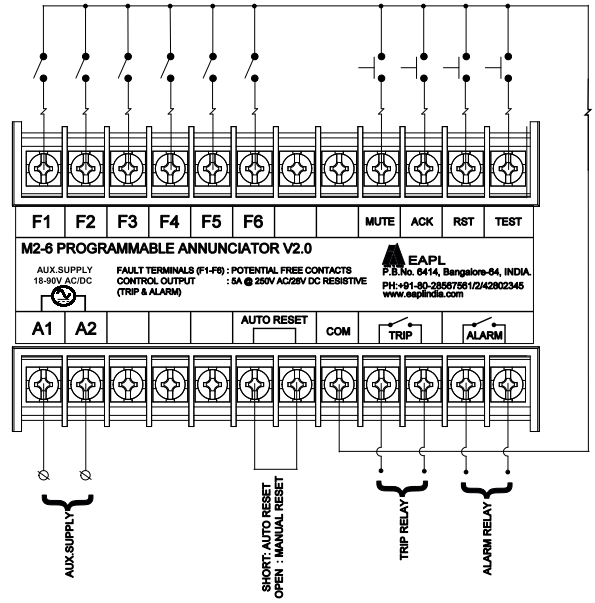 F1 F2 F3 F4 F5 F6 MUTE ACK RST TEST
M2-6 PROGRAMMABLE ANNUNCIATOR V2.0
EAPL
P.B.No. 6414, Bangalore-64, INDIA.
PH:+91-80-28567561/2/42802345
www.eaplindia.com
AUX.SUPPLY
18-90V AC/DC
FAULT TERMINALS (F1-F6) : POTENTIAL FREE CONTACTS
CONTROL OUTPUT : 5A @ 250V AC/28V DC RESISTIVE
(TRIP & ALARM)
A1 A2 AUTO RESET COM TRIP ALARM
AUX.SUPPLY
SHORT: AUTO RESET
OPEN : MANUAL RESET
TRIP RELAY
ALARM RELAY